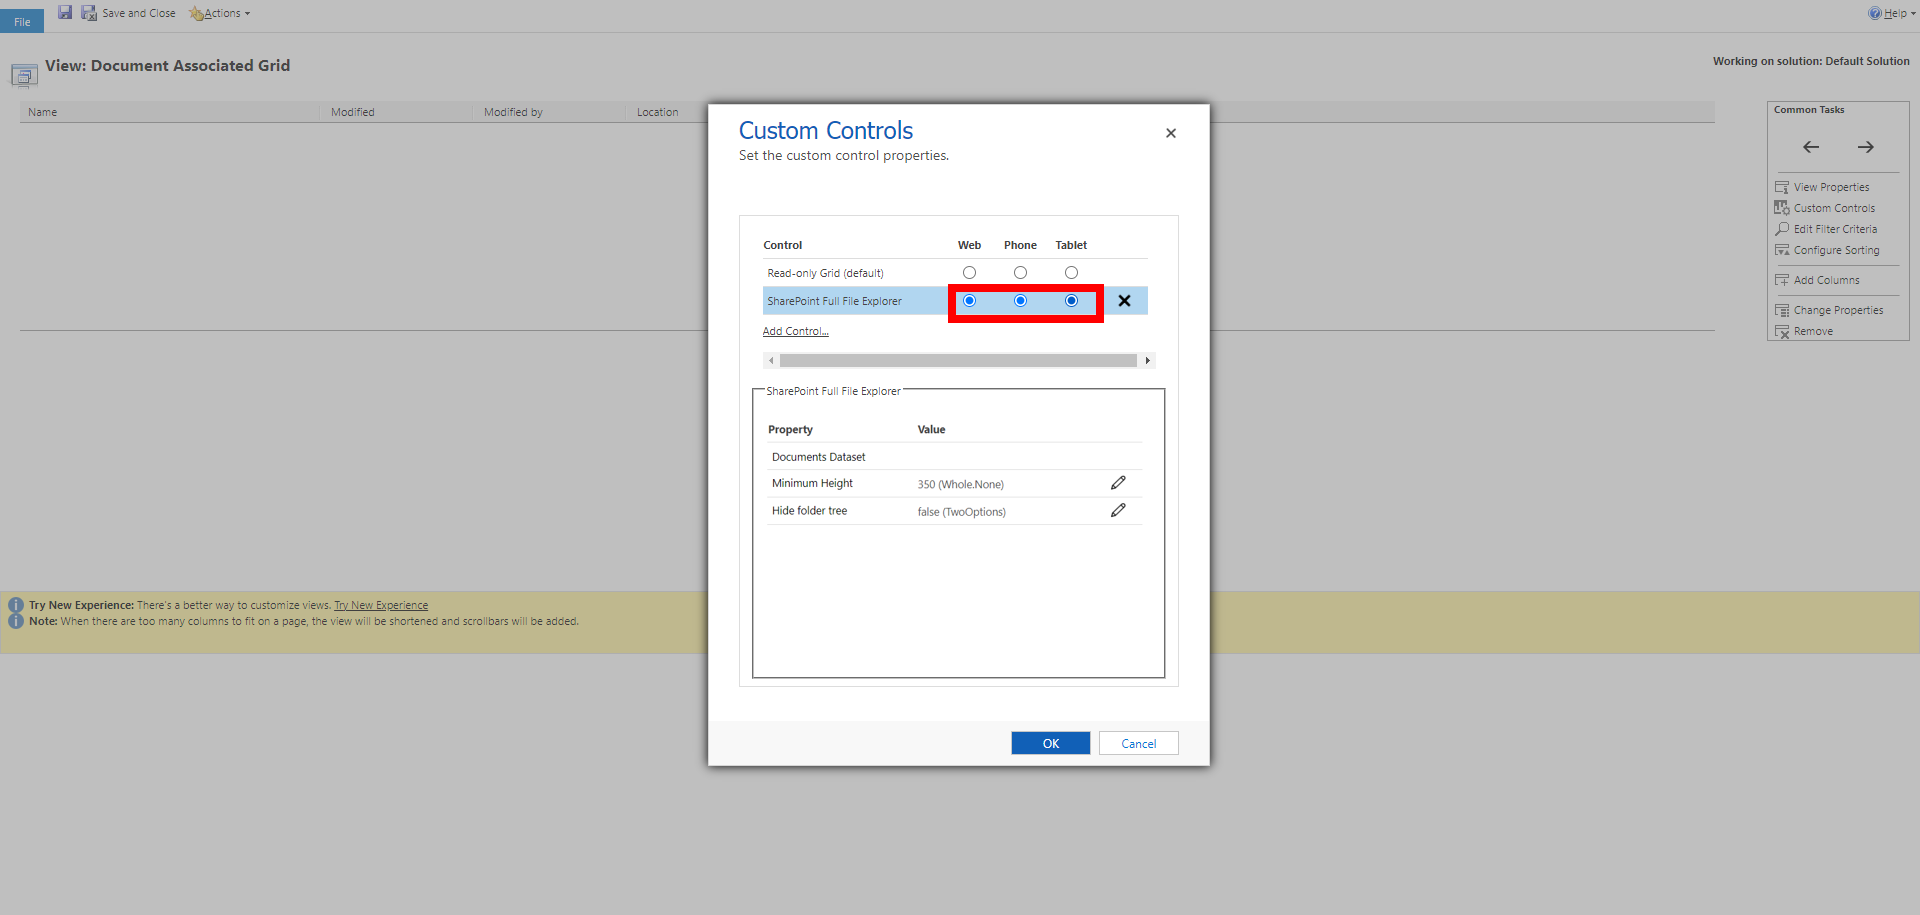 File
Save and Close
Actions
Help
View: Document Associated Grid
Working on solution: Default Solution
Name Modified Modified by Location
Common Tasks
View Properties
Custom Controls
Edit Filter Criteria
Configure Sorting
Add Columns
Change Properties
Remove
Custom Controls
Set the custom control properties.
Control Web Phone Tablet
Read-only Grid (default)
SharePoint Full File Explorer
Add Control...
SharePoint Full File Explorer
Property Value
Documents Dataset
Minimum Height 350 (Whole.None)
Hide folder tree false (TwoOptions)
OK Cancel
Try New Experience: There's a better way to customize views. Try New Experience
Note: When there are too many columns to fit on a page, the view will be shortened and scrollbars will be added.